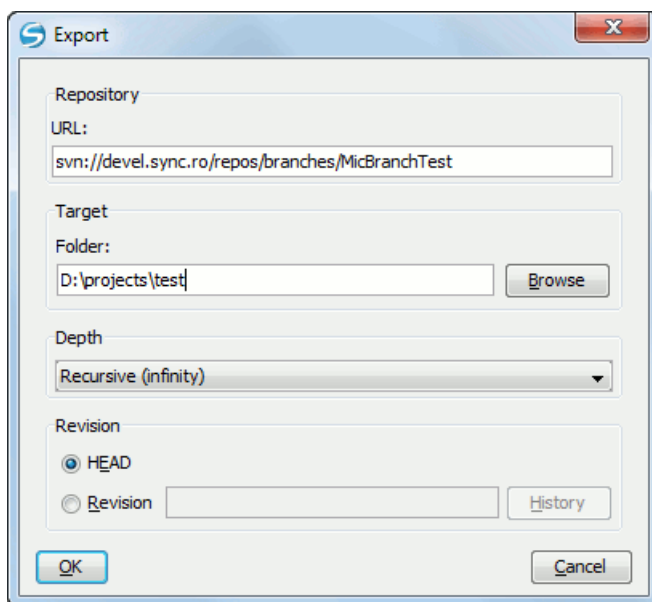 Export
Repository
URL:
svn://devel.sync.ro/repos/branches/MicBranchTest
Target
Folder:
D:\projects\test
Browse
Depth
Recursive (infinity)
Revision
HEAD
Revision
History
OK
Cancel